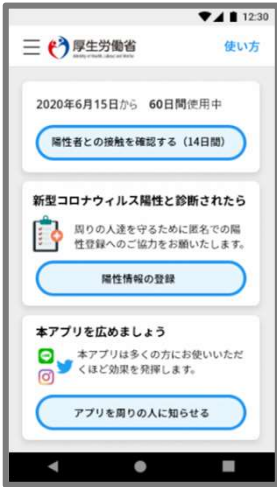 12:30
厚生労働省
Ministry of Health, Labour and Welfare
使い方
2020年6月15日から 60日間使用中
陽性者との接触を確認する（14日間）
新型コロナウィルス陽性と診断されたら
周りの人達を守るために匿名での陽
性登録へのご協力をお願いいたします。
陽性情報の登録
本アプリを広めましょう
本アプリは多くの方にお使いいただ
くほど効果を発揮します。
アプリを周りの人に知らせる